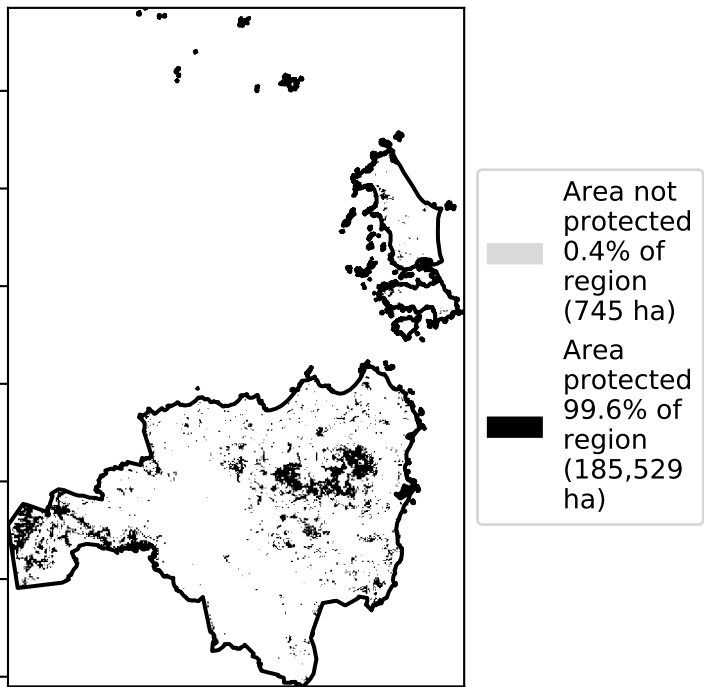 Area not
protected
0.4% of
region
(745 ha)
Area
protected
99.6% of
region
(185,529
ha)